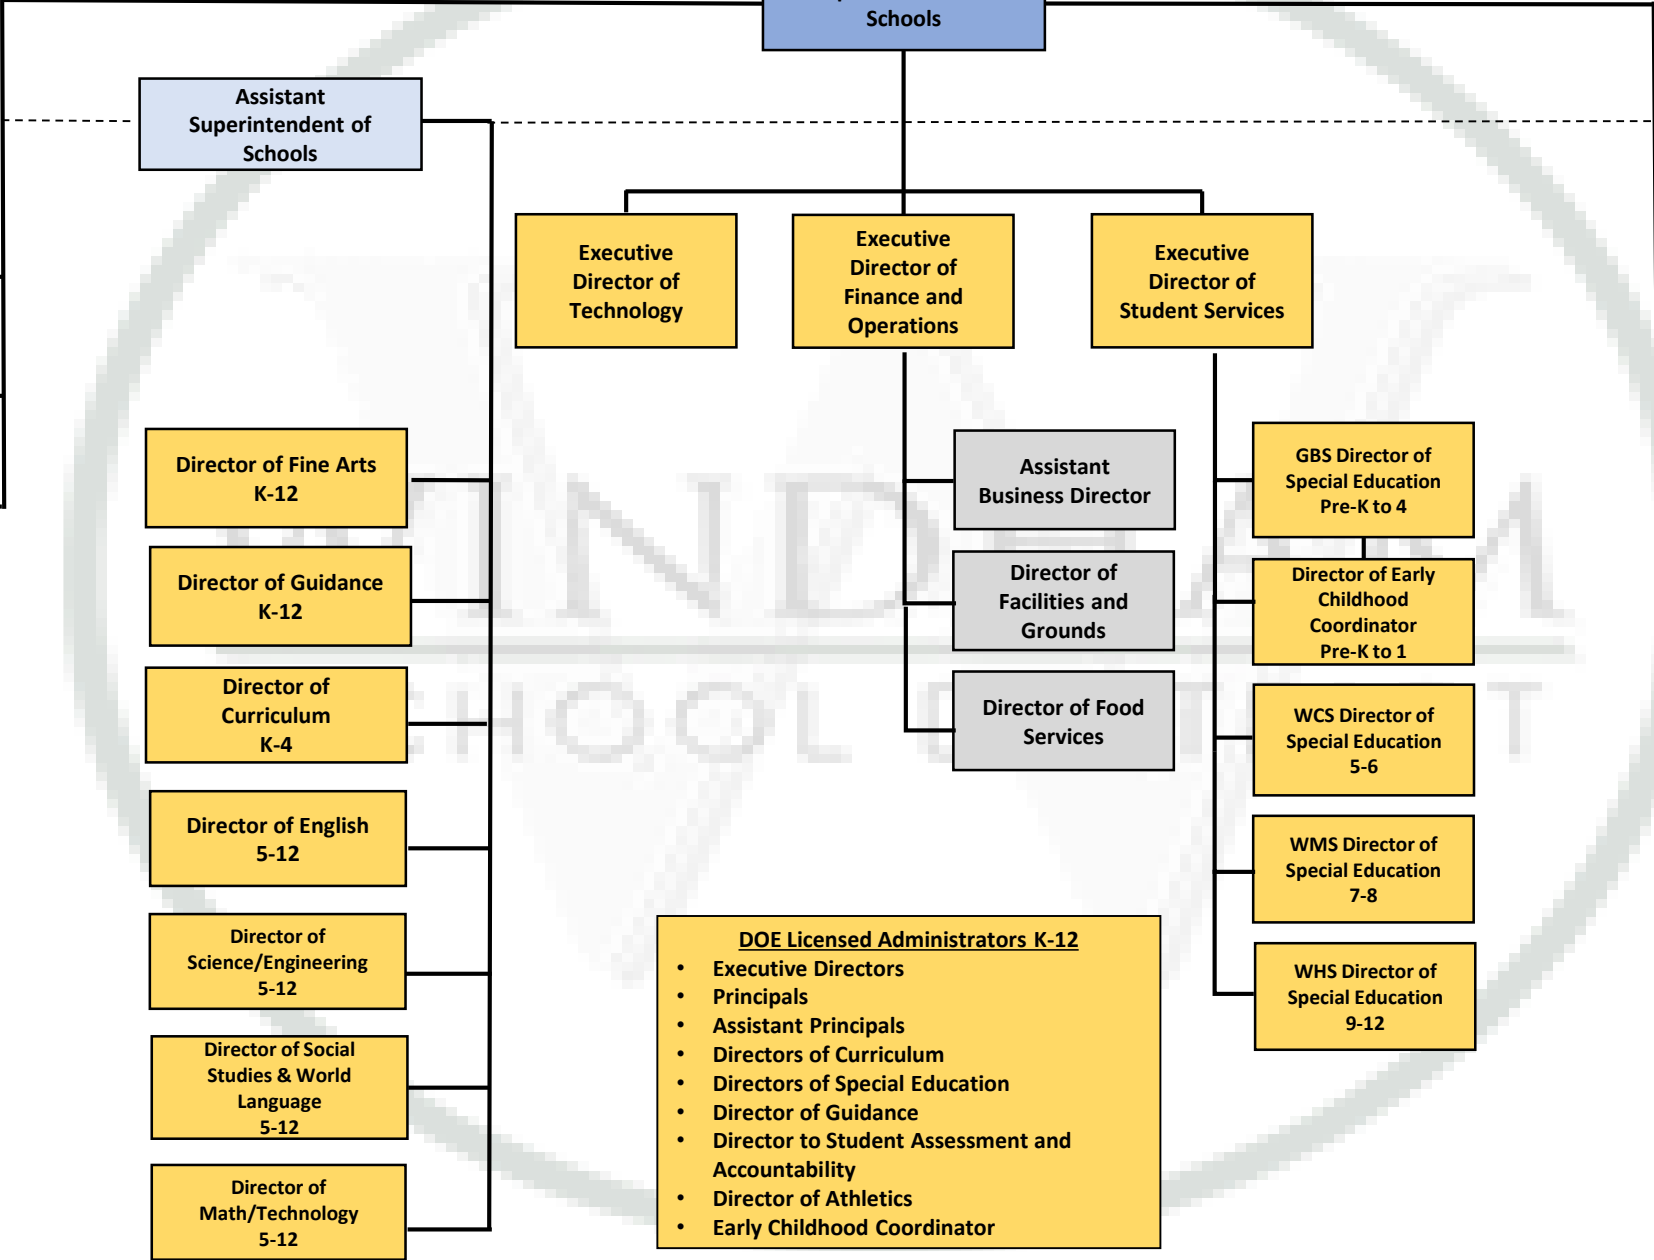 Schools
Assistant
Superintendent of
Schools
Executive
Director of
Technology
Executive
Director of
Finance and
Operations
Executive
Director of
Student Services
Director of Fine Arts
K-12
Director of Guidance
K-12
Director of
Curriculum
K-4
Director of English
5-12
Director of
Science/Engineering
5-12
Director of Social
Studies & World
Language
5-12
Director of
Math/Technology
5-12
Assistant
Business Director
Director of
Facilities and
Grounds
Director of Food
Services
GBS Director of
Special Education
Pre-K to 4
Director of Early
Childhood
Coordinator
Pre-K to 1
WCS Director of
Special Education
5-6
WMS Director of
Special Education
7-8
WHS Director of
Special Education
9-12
DOE Licensed Administrators K-12
• Executive Directors
• Principals
• Assistant Principals
• Directors of Curriculum
• Directors of Special Education
• Director of Guidance
• Director to Student Assessment and
Accountability
• Director of Athletics
• Early Childhood Coordinator